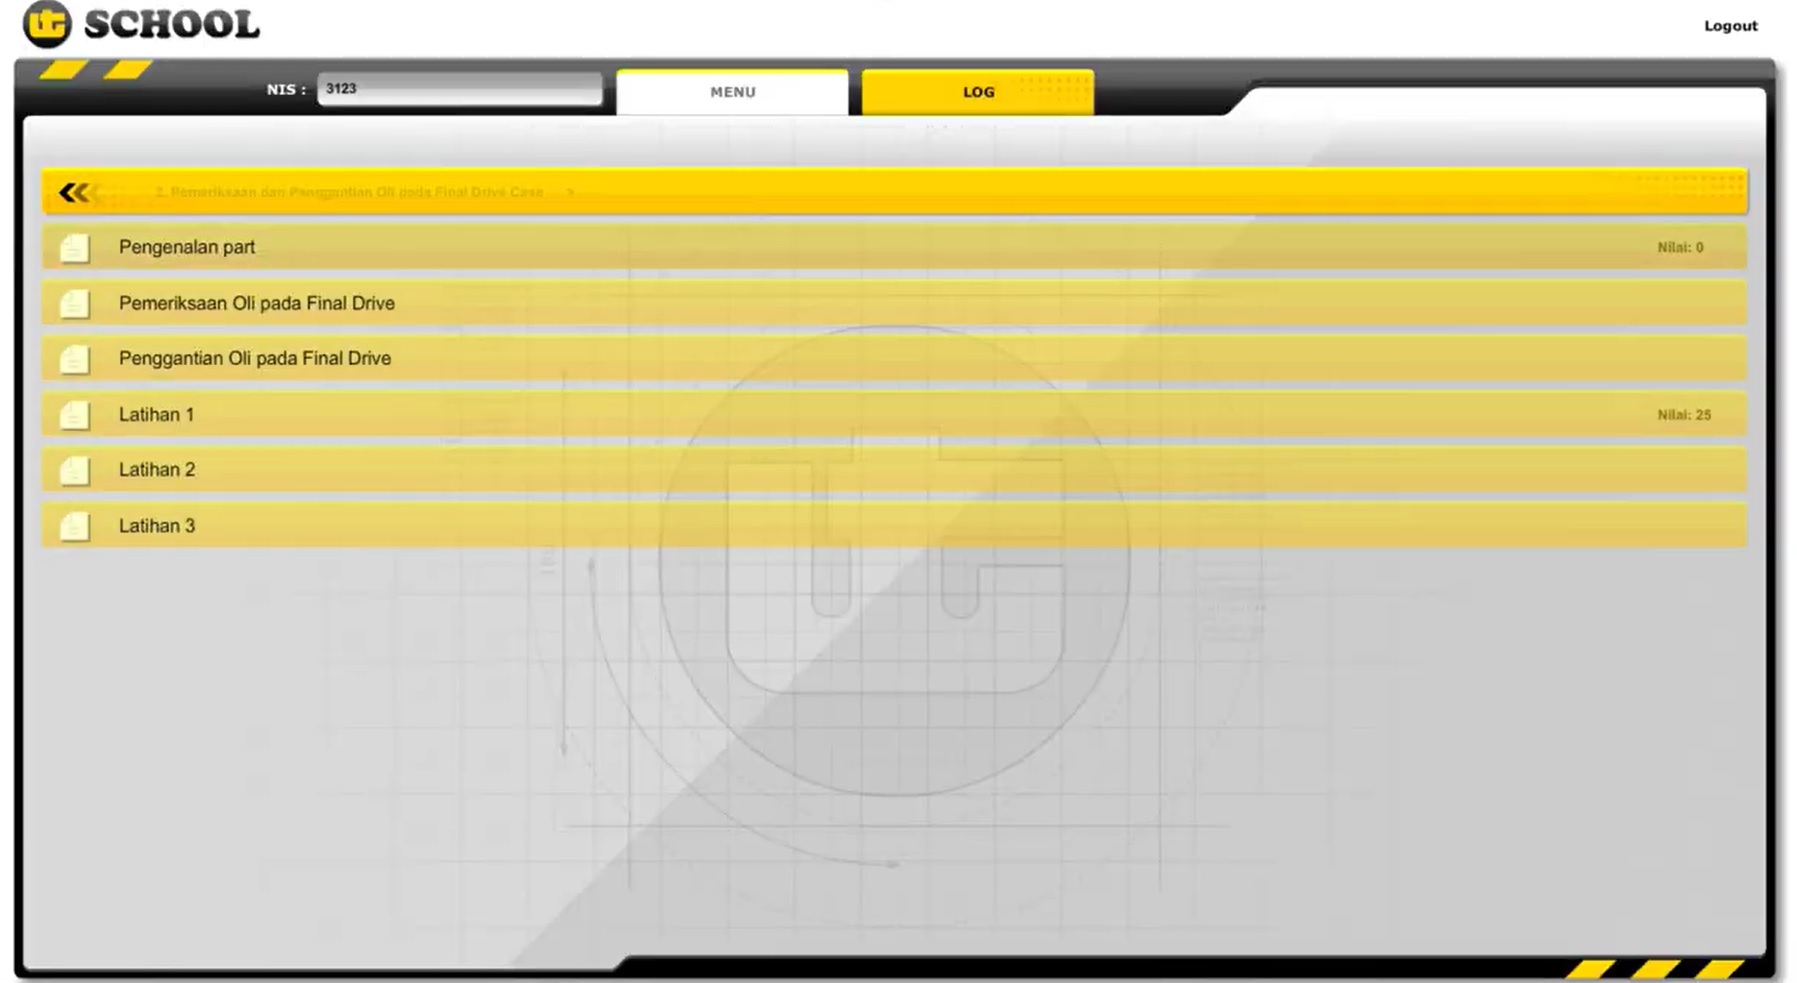 ut SCHOOL
Logout
NIS : 3123
MENU
LOG
2. Pemeriksaan dan Penggantian Oli pada Final Drive Case >
Pengenalan part Nilai: 0
Pemeriksaan Oli pada Final Drive
Penggantian Oli pada Final Drive
Latihan 1 Nilai: 25
Latihan 2
Latihan 3